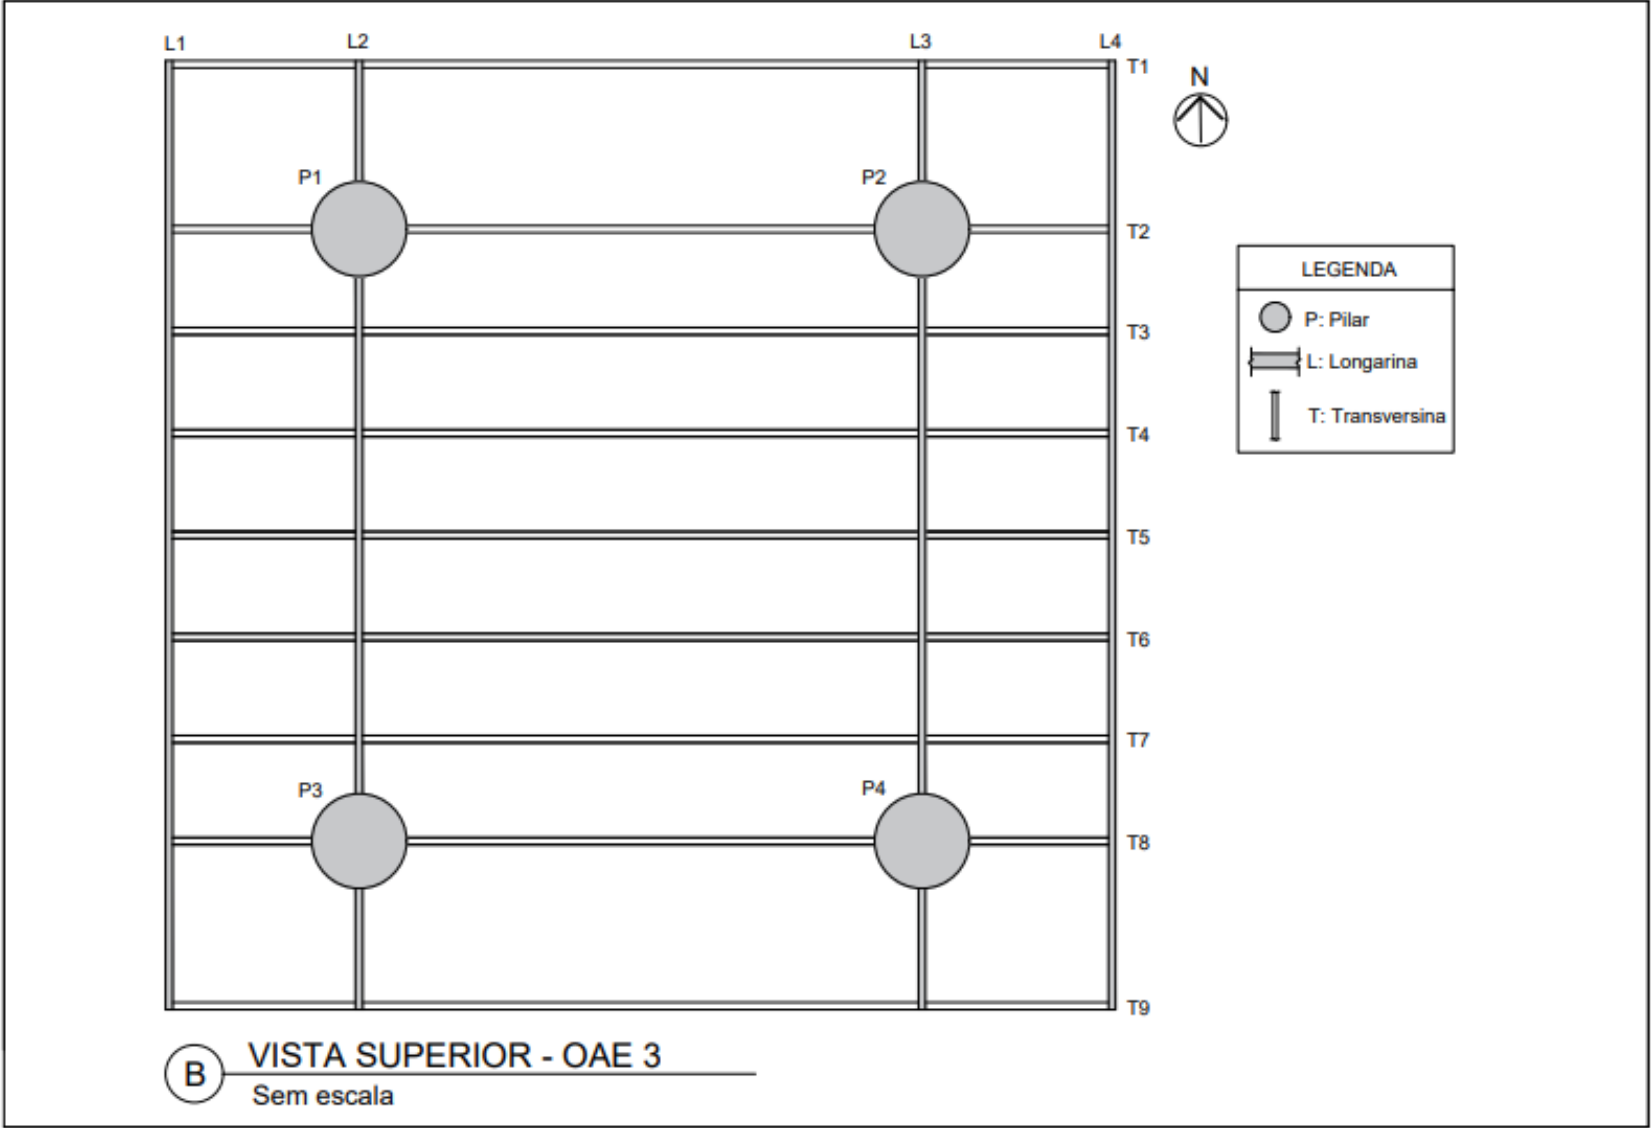 L1 L2 L3 L4
T1
N
P1 P2
T2
LEGENDA
P: Pilar
T3
L: Longarina
T: Transversina
T4
T5
T6
T7
P3 P4
T8
T9
B VISTA SUPERIOR - OAE 3
Sem escala